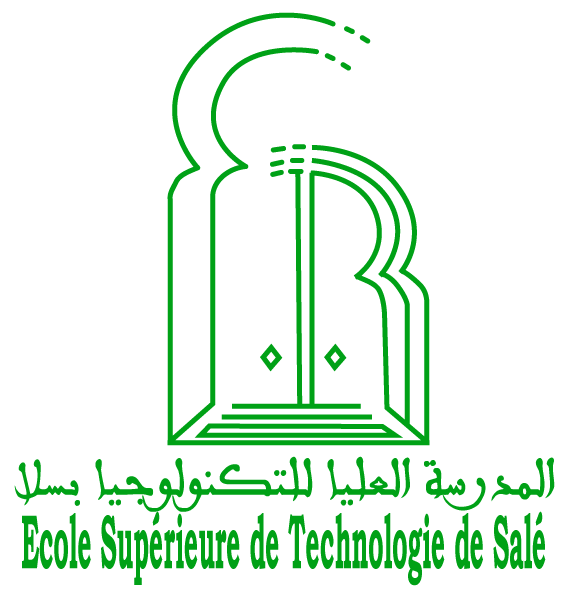 المدرسة العليا للتكنولوجيا بسلا
Ecole Supérieure de Technologie de Salé